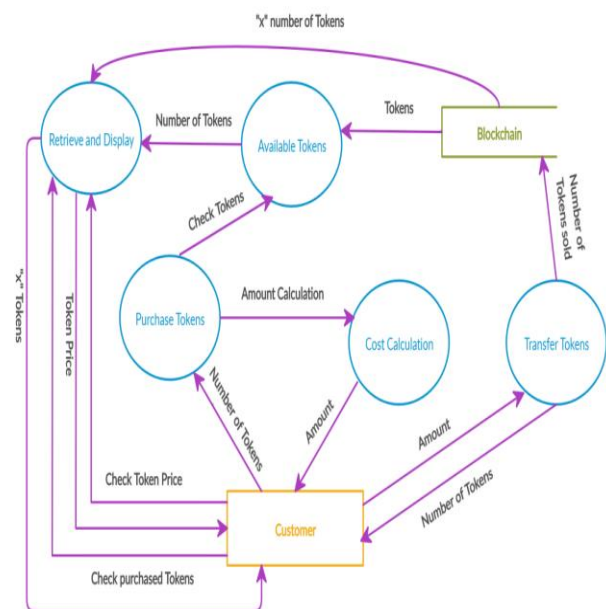 "x" number of Tokens
Tokens
Number of Tokens
Retrieve and Display
Available Tokens
Blockchain
Check Tokens
Number of
Tokens sold
"x" Tokens
Token Price
Purchase Tokens
Amount Calculation
Cost Calculation
Transfer Tokens
Number of Tokens
Amount
Amount
Number of Tokens
Check Token Price
Customer
Check purchased Tokens